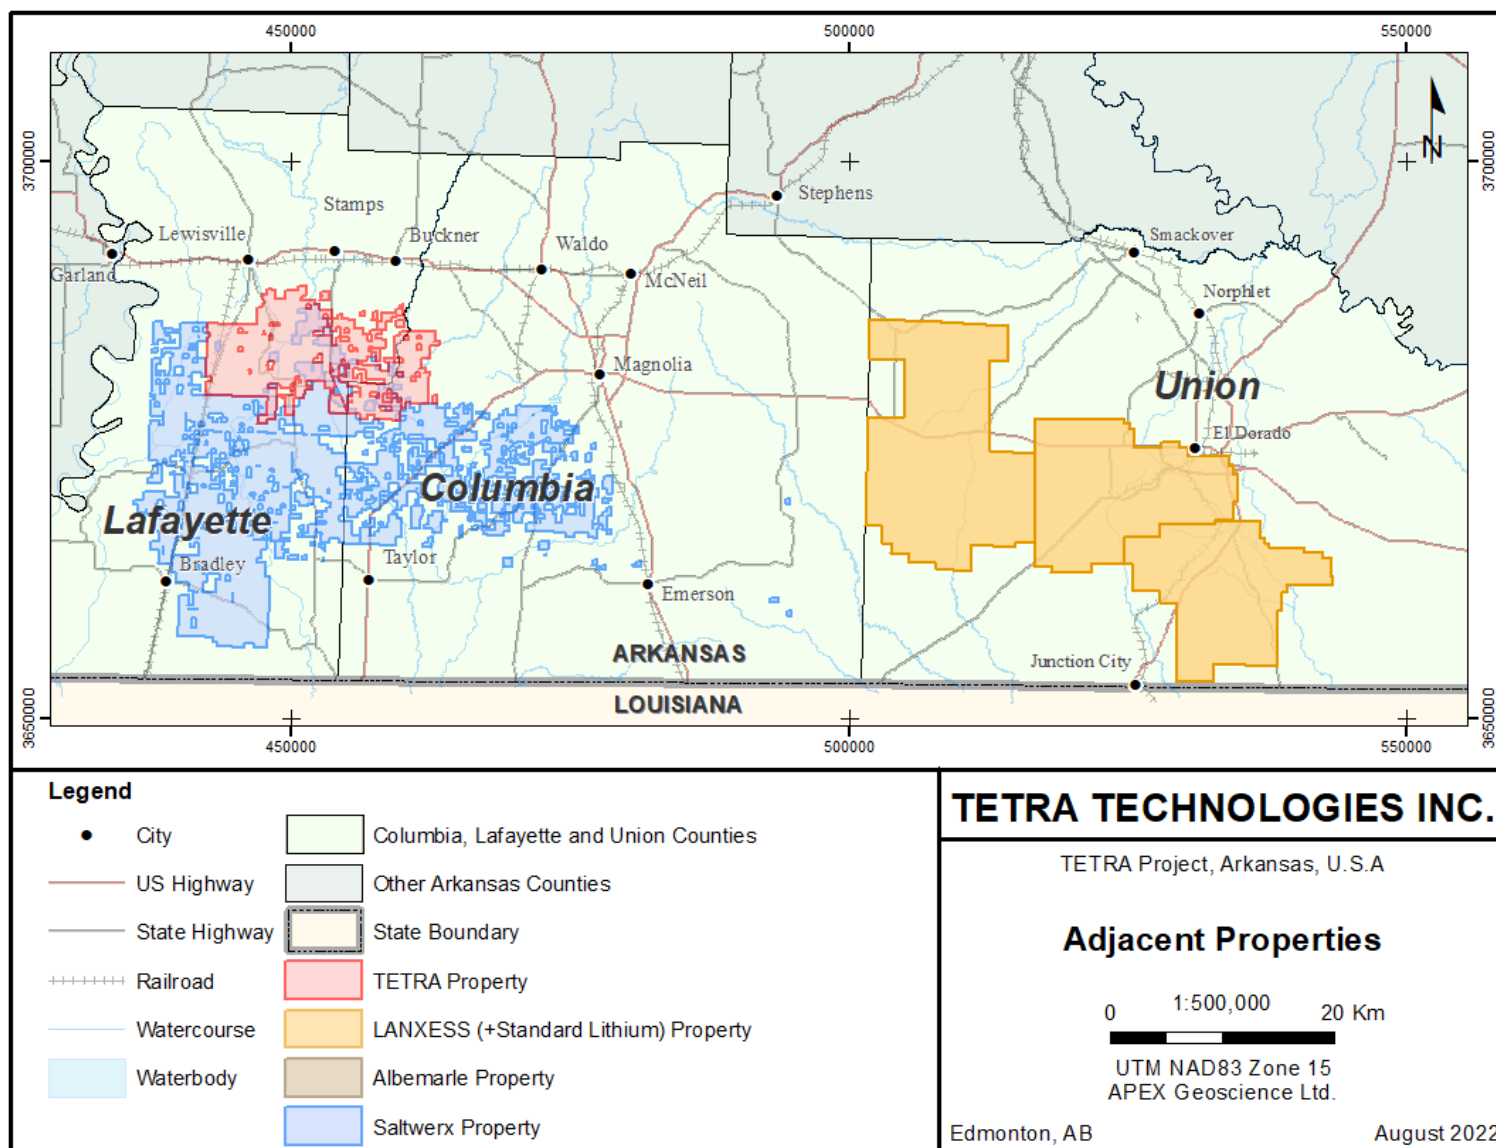 450000
500000
550000
3700000
3700000
Stephens
Stamps
Lewisville
Buckner
Waldo
Smackover
Garland
McNeil
Norphlet
Magnolia
Union
El Dorado
Columbia
Lafayette
Taylor
Bradley
Emerson
ARKANSAS
Junction City
LOUISIANA
3650000
3650000
450000
500000
550000
N
Legend
City
US Highway
State Highway
Railroad
Watercourse
Waterbody
Columbia, Lafayette and Union Counties
Other Arkansas Counties
State Boundary
TETRA Property
LANXESS (+Standard Lithium) Property
Albemarle Property
Saltwerx Property
TETRA TECHNOLOGIES INC.
TETRA Project, Arkansas, U.S.A
Adjacent Properties
1:500,000
0 20 Km
UTM NAD83 Zone 15
APEX Geoscience Ltd.
Edmonton, AB August 2022